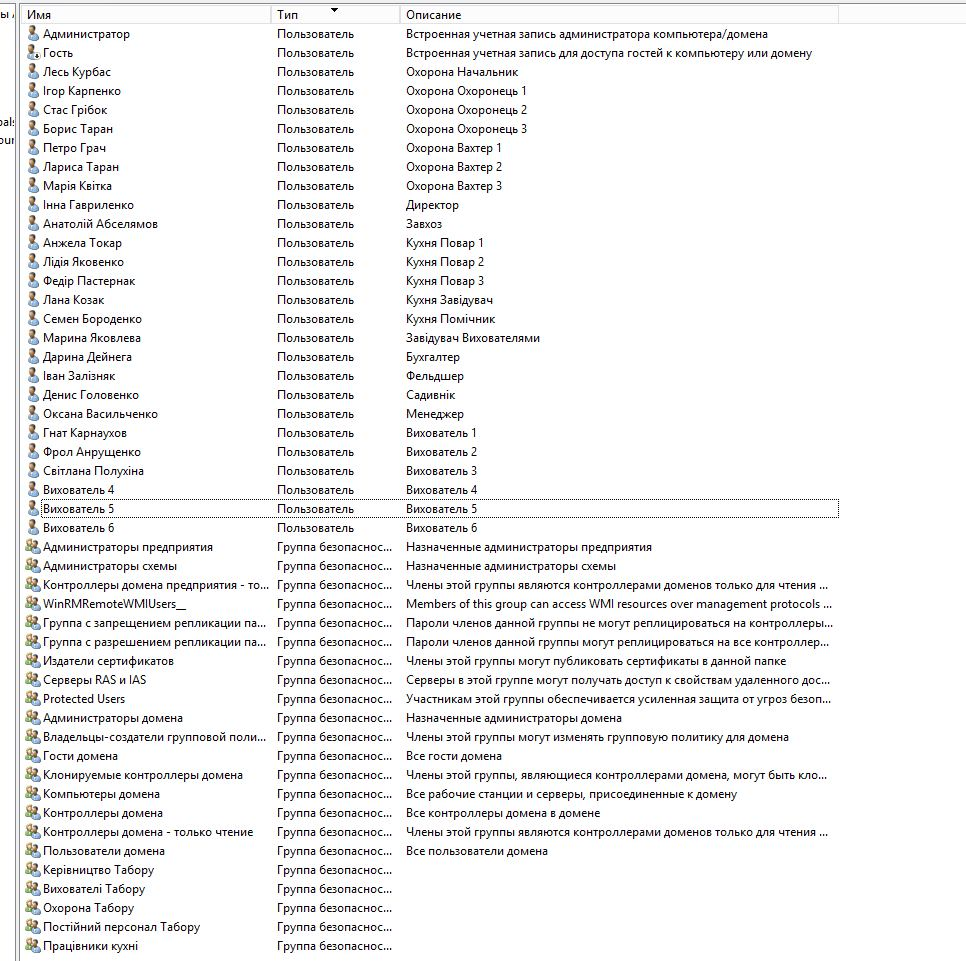 Имя Тип Описание
Администратор Пользователь Встроенная учетная запись администратора компьютера/домена
Гость Пользователь Встроенная учетная запись для доступа гостей к компьютеру или домену
Лесь Курбас Пользователь Охорона Начальник
Ігор Карпенко Пользователь Охорона Охоронець 1
Стас Грібок Пользователь Охорона Охоронець 2
Борис Таран Пользователь Охорона Охоронець 3
Петро Грач Пользователь Охорона Вахтер 1
Лариса Таран Пользователь Охорона Вахтер 2
Марія Квітка Пользователь Охорона Вахтер 3
Інна Гавриленко Пользователь Директор
Анатолій Абселямов Пользователь Завхоз
Анжела Токар Пользователь Кухня Повар 1
Лідія Яковенко Пользователь Кухня Повар 2
Федір Пастернак Пользователь Кухня Повар 3
Лана Козак Пользователь Кухня Завідувач
Семен Бороденко Пользователь Кухня Помічник
Марина Яковлева Пользователь Завідувач Вихователями
Дарина Дейнега Пользователь Бухгалтер
Іван Залізняк Пользователь Фельдшер
Денис Головенко Пользователь Садивнік
Оксана Васильченко Пользователь Менеджер
Гнат Карнаухов Пользователь Вихователь 1
Фрол Анрущенко Пользователь Вихователь 2
Світлана Полухіна Пользователь Вихователь 3
Вихователь 4 Пользователь Вихователь 4
Вихователь 5 Пользователь Вихователь 5
Вихователь 6 Пользователь Вихователь 6
Администраторы предприятия Группа безопаснос... Назначенные администраторы предприятия
Администраторы схемы Группа безопаснос... Назначенные администраторы схемы
Контроллеры домена предприятия - то... Группа безопаснос... Члены этой группы являются контроллерами доменов только для чтения ...
WinRMRemoteWMIUsers__ Группа безопаснос... Members of this group can access WMI resources over management protocols ...
Группа с запрещением репликации па... Группа безопаснос... Пароли членов данной группы не могут реплицироваться на контроллеры...
Группа с разрешением репликации па... Группа безопаснос... Пароли членов данной группы могут реплицироваться на все контроллер...
Издатели сертификатов Группа безопаснос... Члены этой группы могут публиковать сертификаты в данной папке
Серверы RAS и IAS Группа безопаснос... Серверы в этой группе могут получать доступ к свойствам удаленного дос...
Protected Users Группа безопаснос... Участникам этой группы обеспечивается усиленная защита от угроз безоп...
Администраторы домена Группа безопаснос... Назначенные администраторы домена
Владельцы-создатели групповой поли... Группа безопаснос... Члены этой группы могут изменять групповую политику для домена
Гости домена Группа безопаснос... Все гости домена
Клонируемые контроллеры домена Группа безопаснос... Члены этой группы, являющиеся контроллерами домена, могут быть кло...
Компьютеры домена Группа безопаснос... Все рабочие станции и серверы, присоединенные к домену
Контроллеры домена Группа безопаснос... Все контроллеры домена в домене
Контроллеры домена - только чтение Группа безопаснос... Члены этой группы являются контроллерами доменов только для чтения ...
Пользователи домена Группа безопаснос... Все пользователи домена
Керівництво Табору Группа безопаснос...
Вихователі Табору Группа безопаснос...
Охорона Табору Группа безопаснос...
Постійний персонал Табору Группа безопаснос...
Працівники кухні Группа безопаснос...